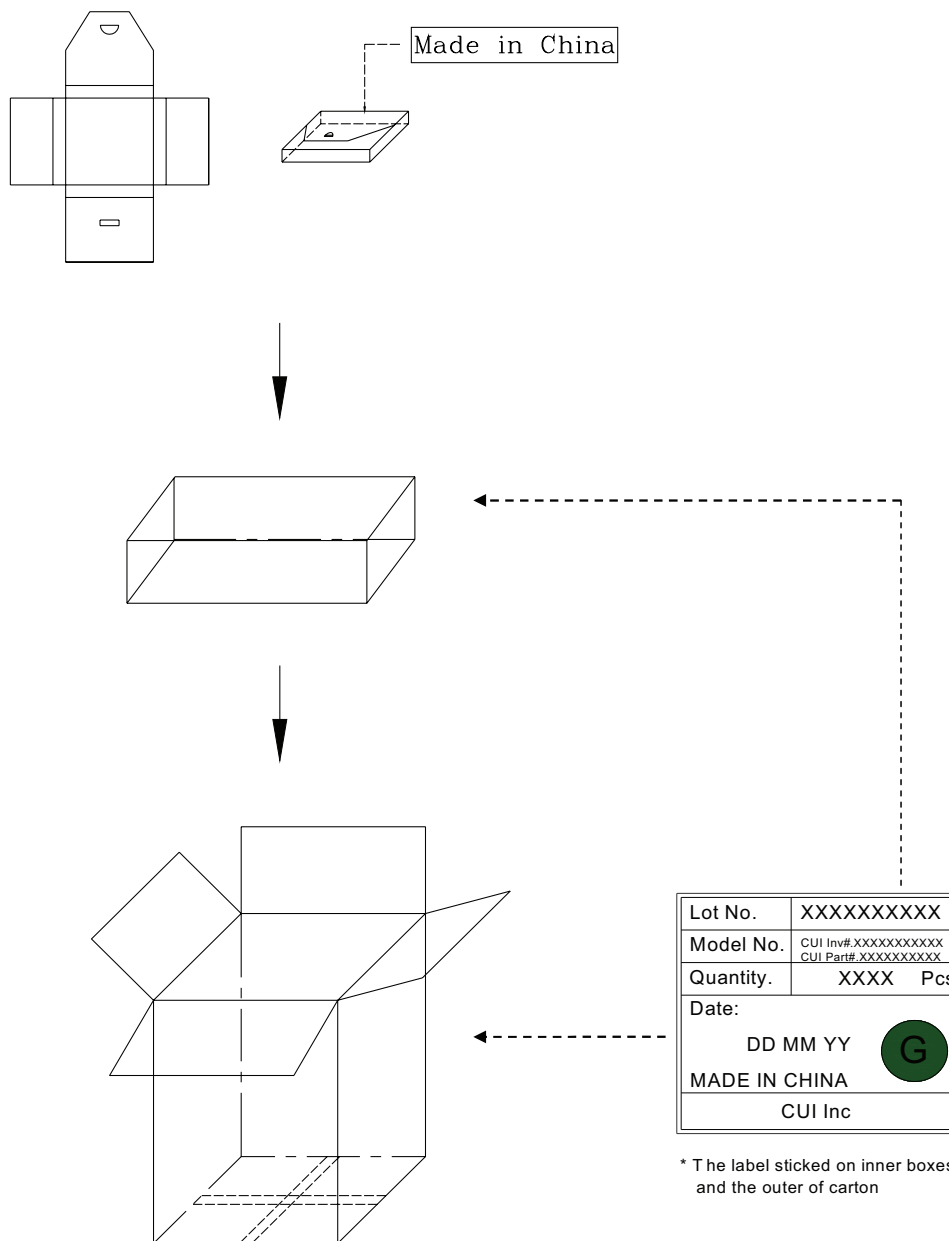 Made in China
Lot No. XXXXXXXXXX
Model No. CUI Inv#.XXXXXXXXXXX
CUI Part#.XXXXXXXXXX
Quantity. XXXX Pcs
Date:
DD MM YY
G
MADE IN CHINA
CUI Inc
* The label sticked on inner boxes
and the outer of carton